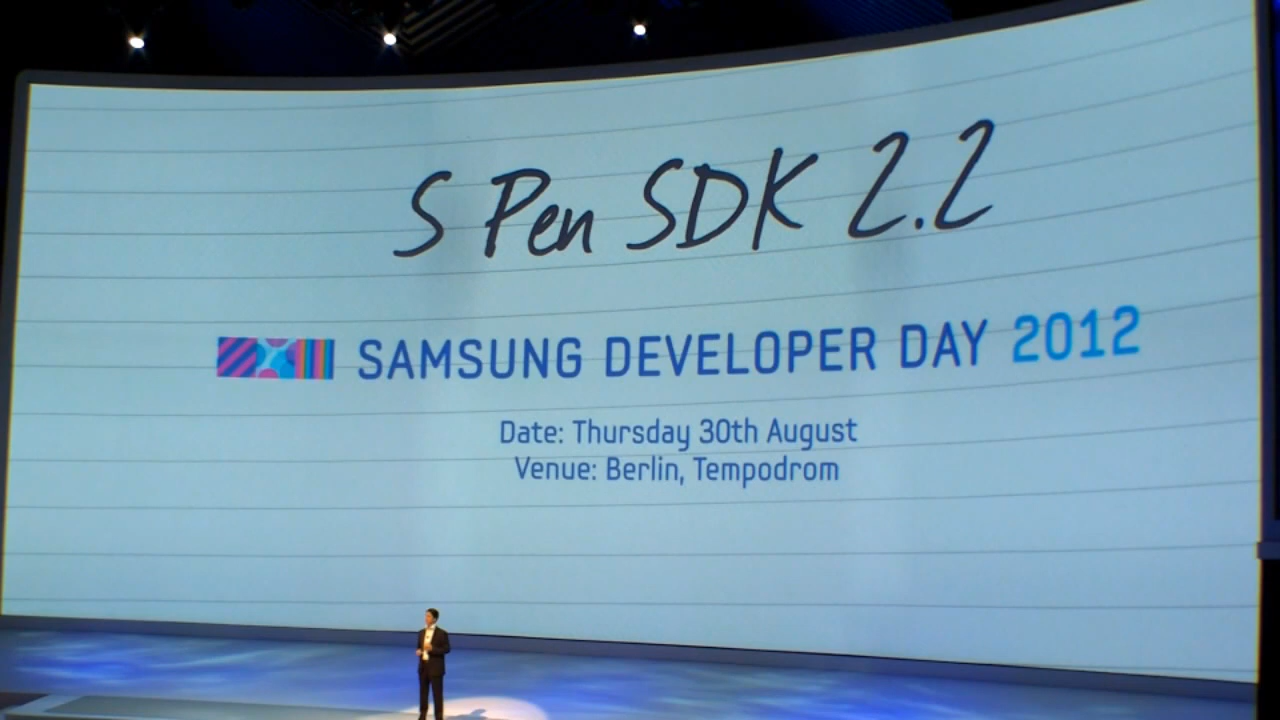 S Pen SDK 2.2
SAMSUNG DEVELOPER DAY 2012
Date: Thursday 30th August
Venue: Berlin, Tempodrom